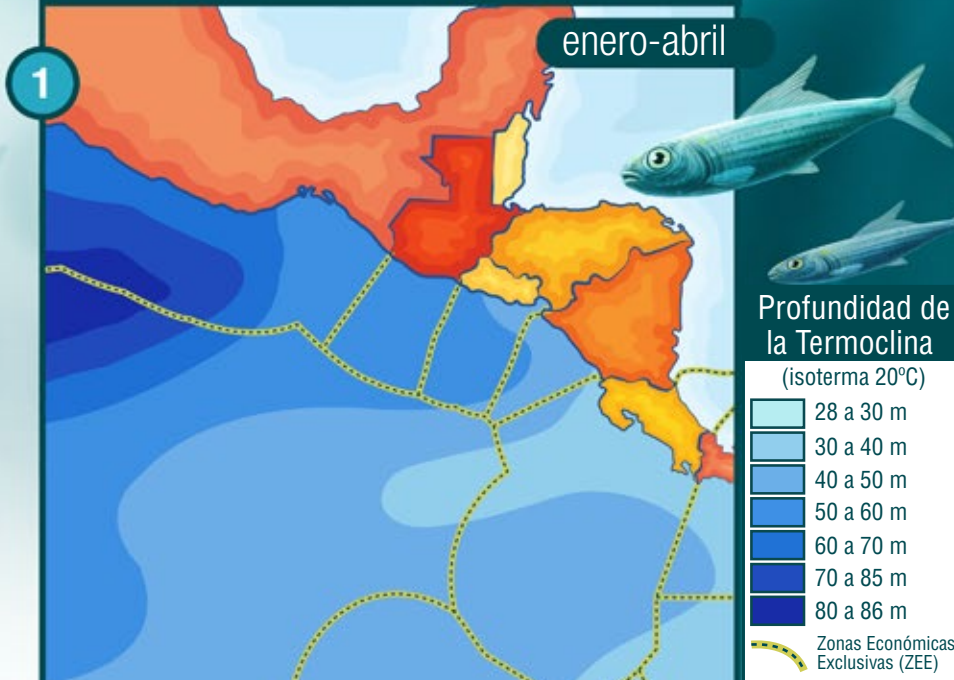 1
enero-abril
Profundidad de
la Termoclina
(isoterma 20ºC)
28 a 30 m
30 a 40 m
40 a 50 m
50 a 60 m
60 a 70 m
70 a 85 m
80 a 86 m
Zonas Económicas
Exclusivas (ZEE)